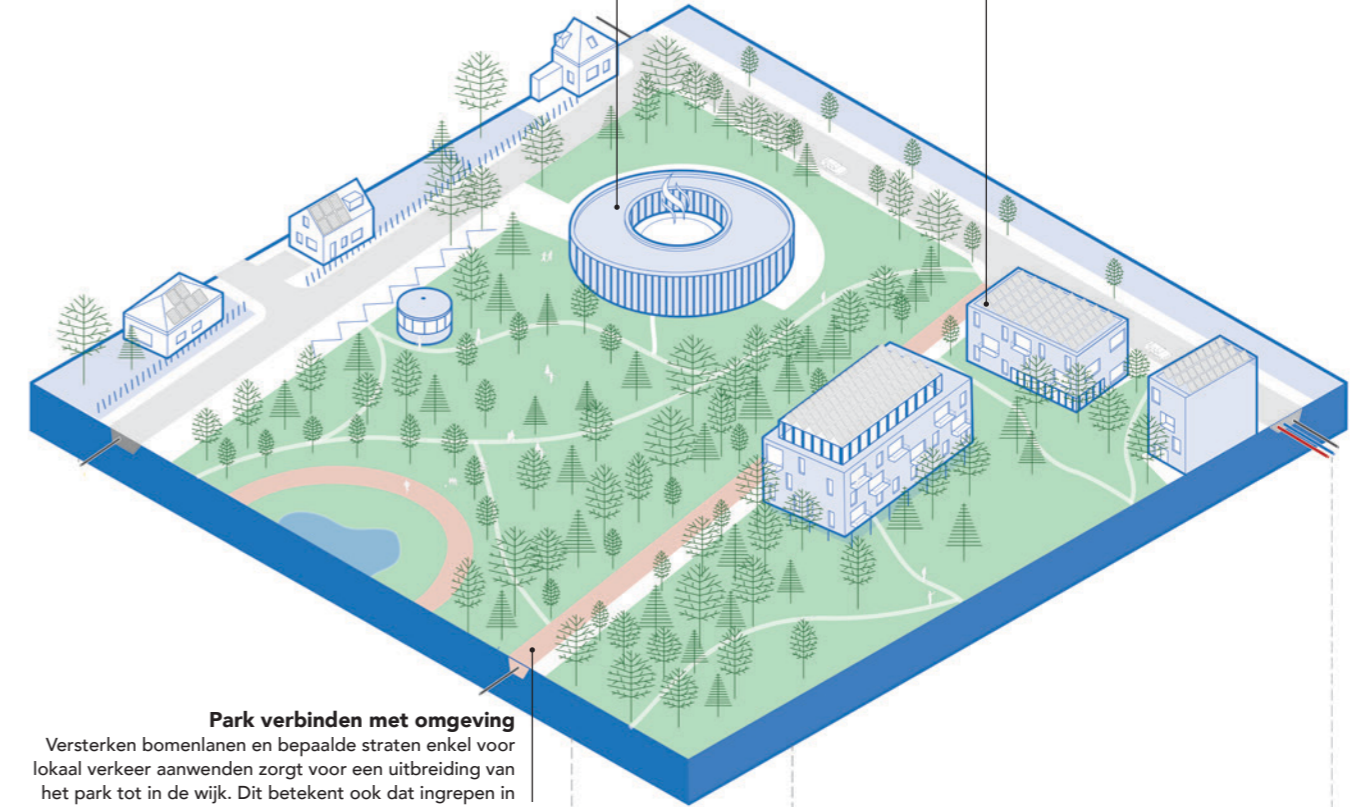 Park verbinden met omgeving
Versterken bomenlanen en bepaalde straten enkel voor
lokaal verkeer aanwenden zorgt voor een uitbreiding van
het park tot in de wijk. Dit betekent ook dat ingrepen in